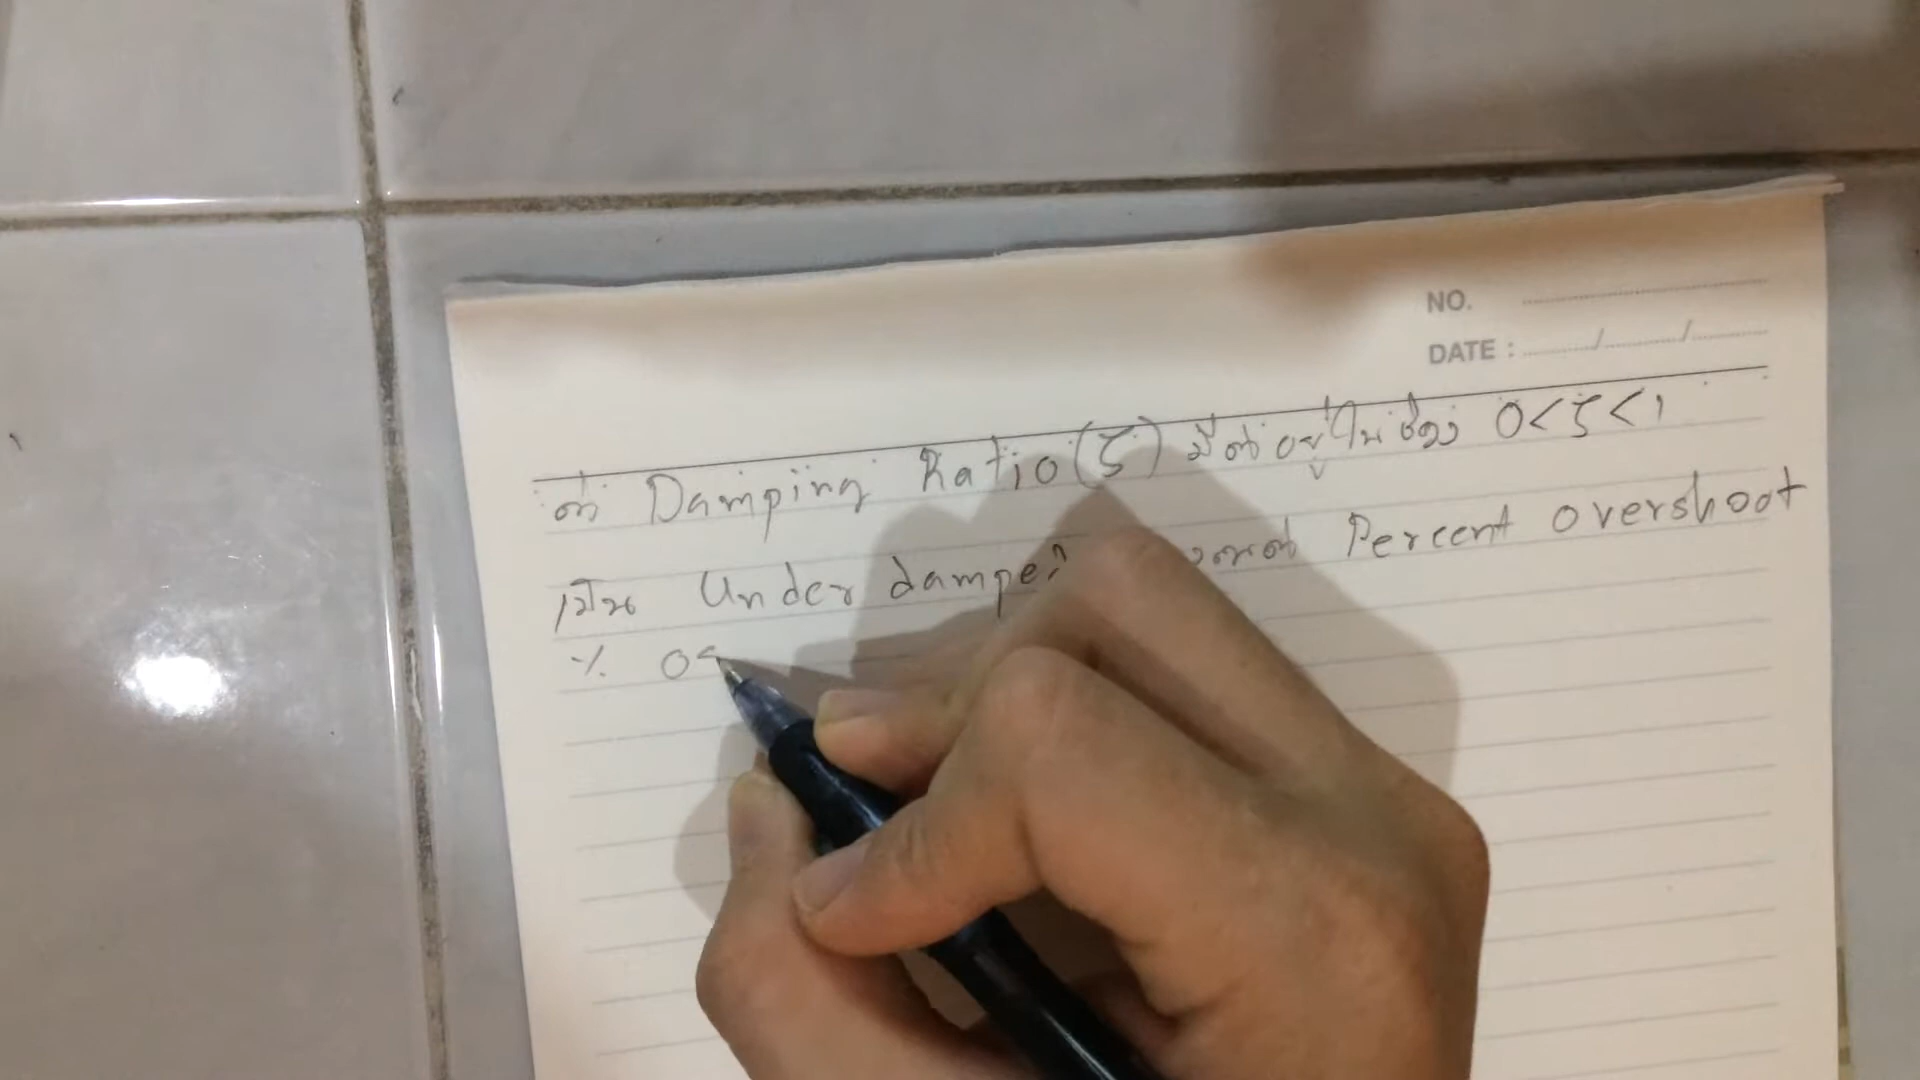 NO.
DATE : / /
ค่า Damping Ratio (ζ) มีค่าอยู่ในช่วง 0<ζ<1
เป็น Under damped Percent overshoot
% OS